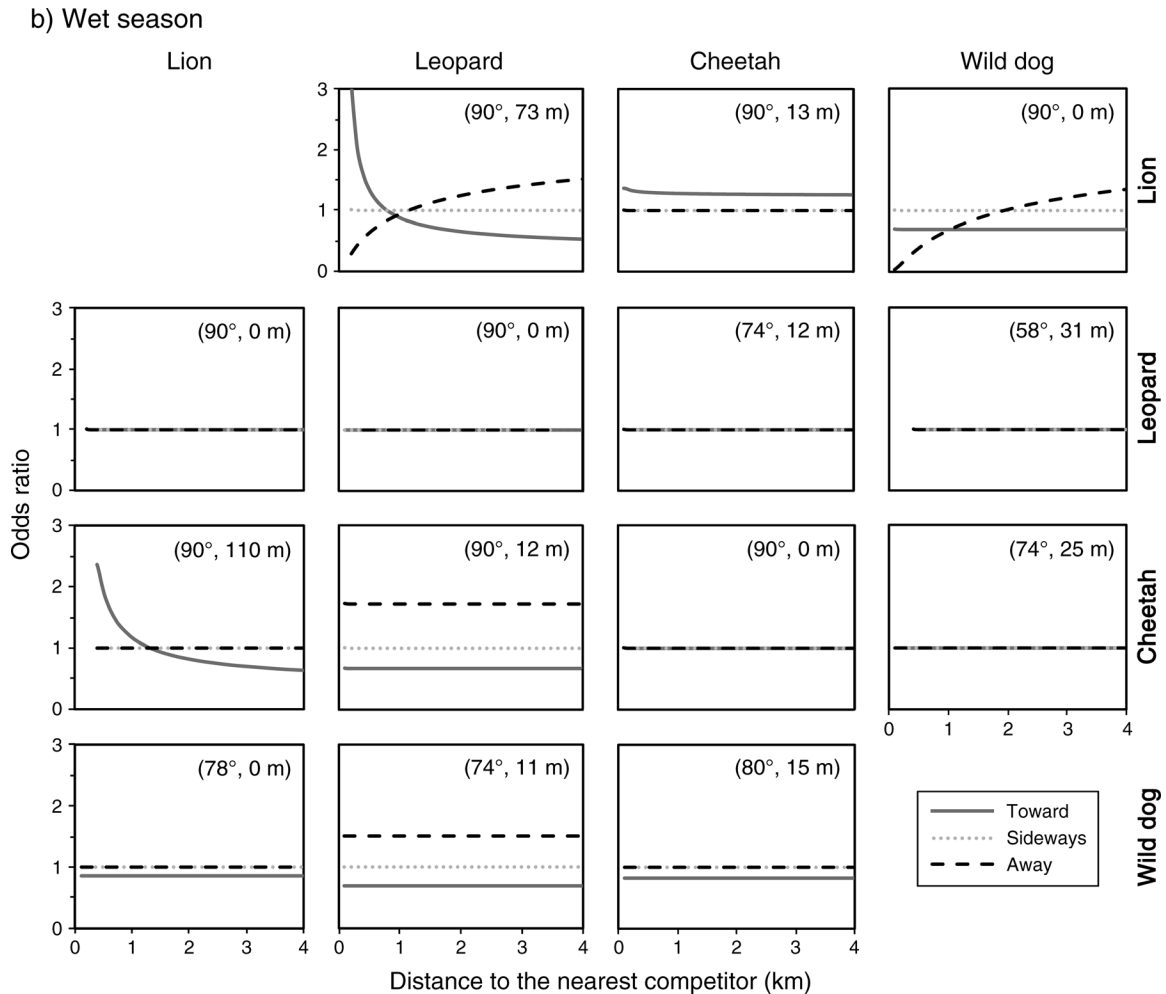 b) Wet season
Lion Leopard Cheetah Wild dog
3 (90°, 73 m) (90°, 13 m) (90°, 0 m)
2
1
0
Lion
3 (90°, 0 m) (90°, 0 m) (74°, 12 m) (58°, 31 m)
2
1
0
Leopard
3 (90°, 110 m) (90°, 12 m) (90°, 0 m) (74°, 25 m)
2
1
0
Cheetah
0 1 2 3 4
3 (78°, 0 m) (74°, 11 m) (80°, 15 m)
2
1
0
Wild dog
Toward
Sideways
Away
0 1 2 3 4 0 1 2 3 4 0 1 2 3 4
Odds ratio
Distance to the nearest competitor (km)